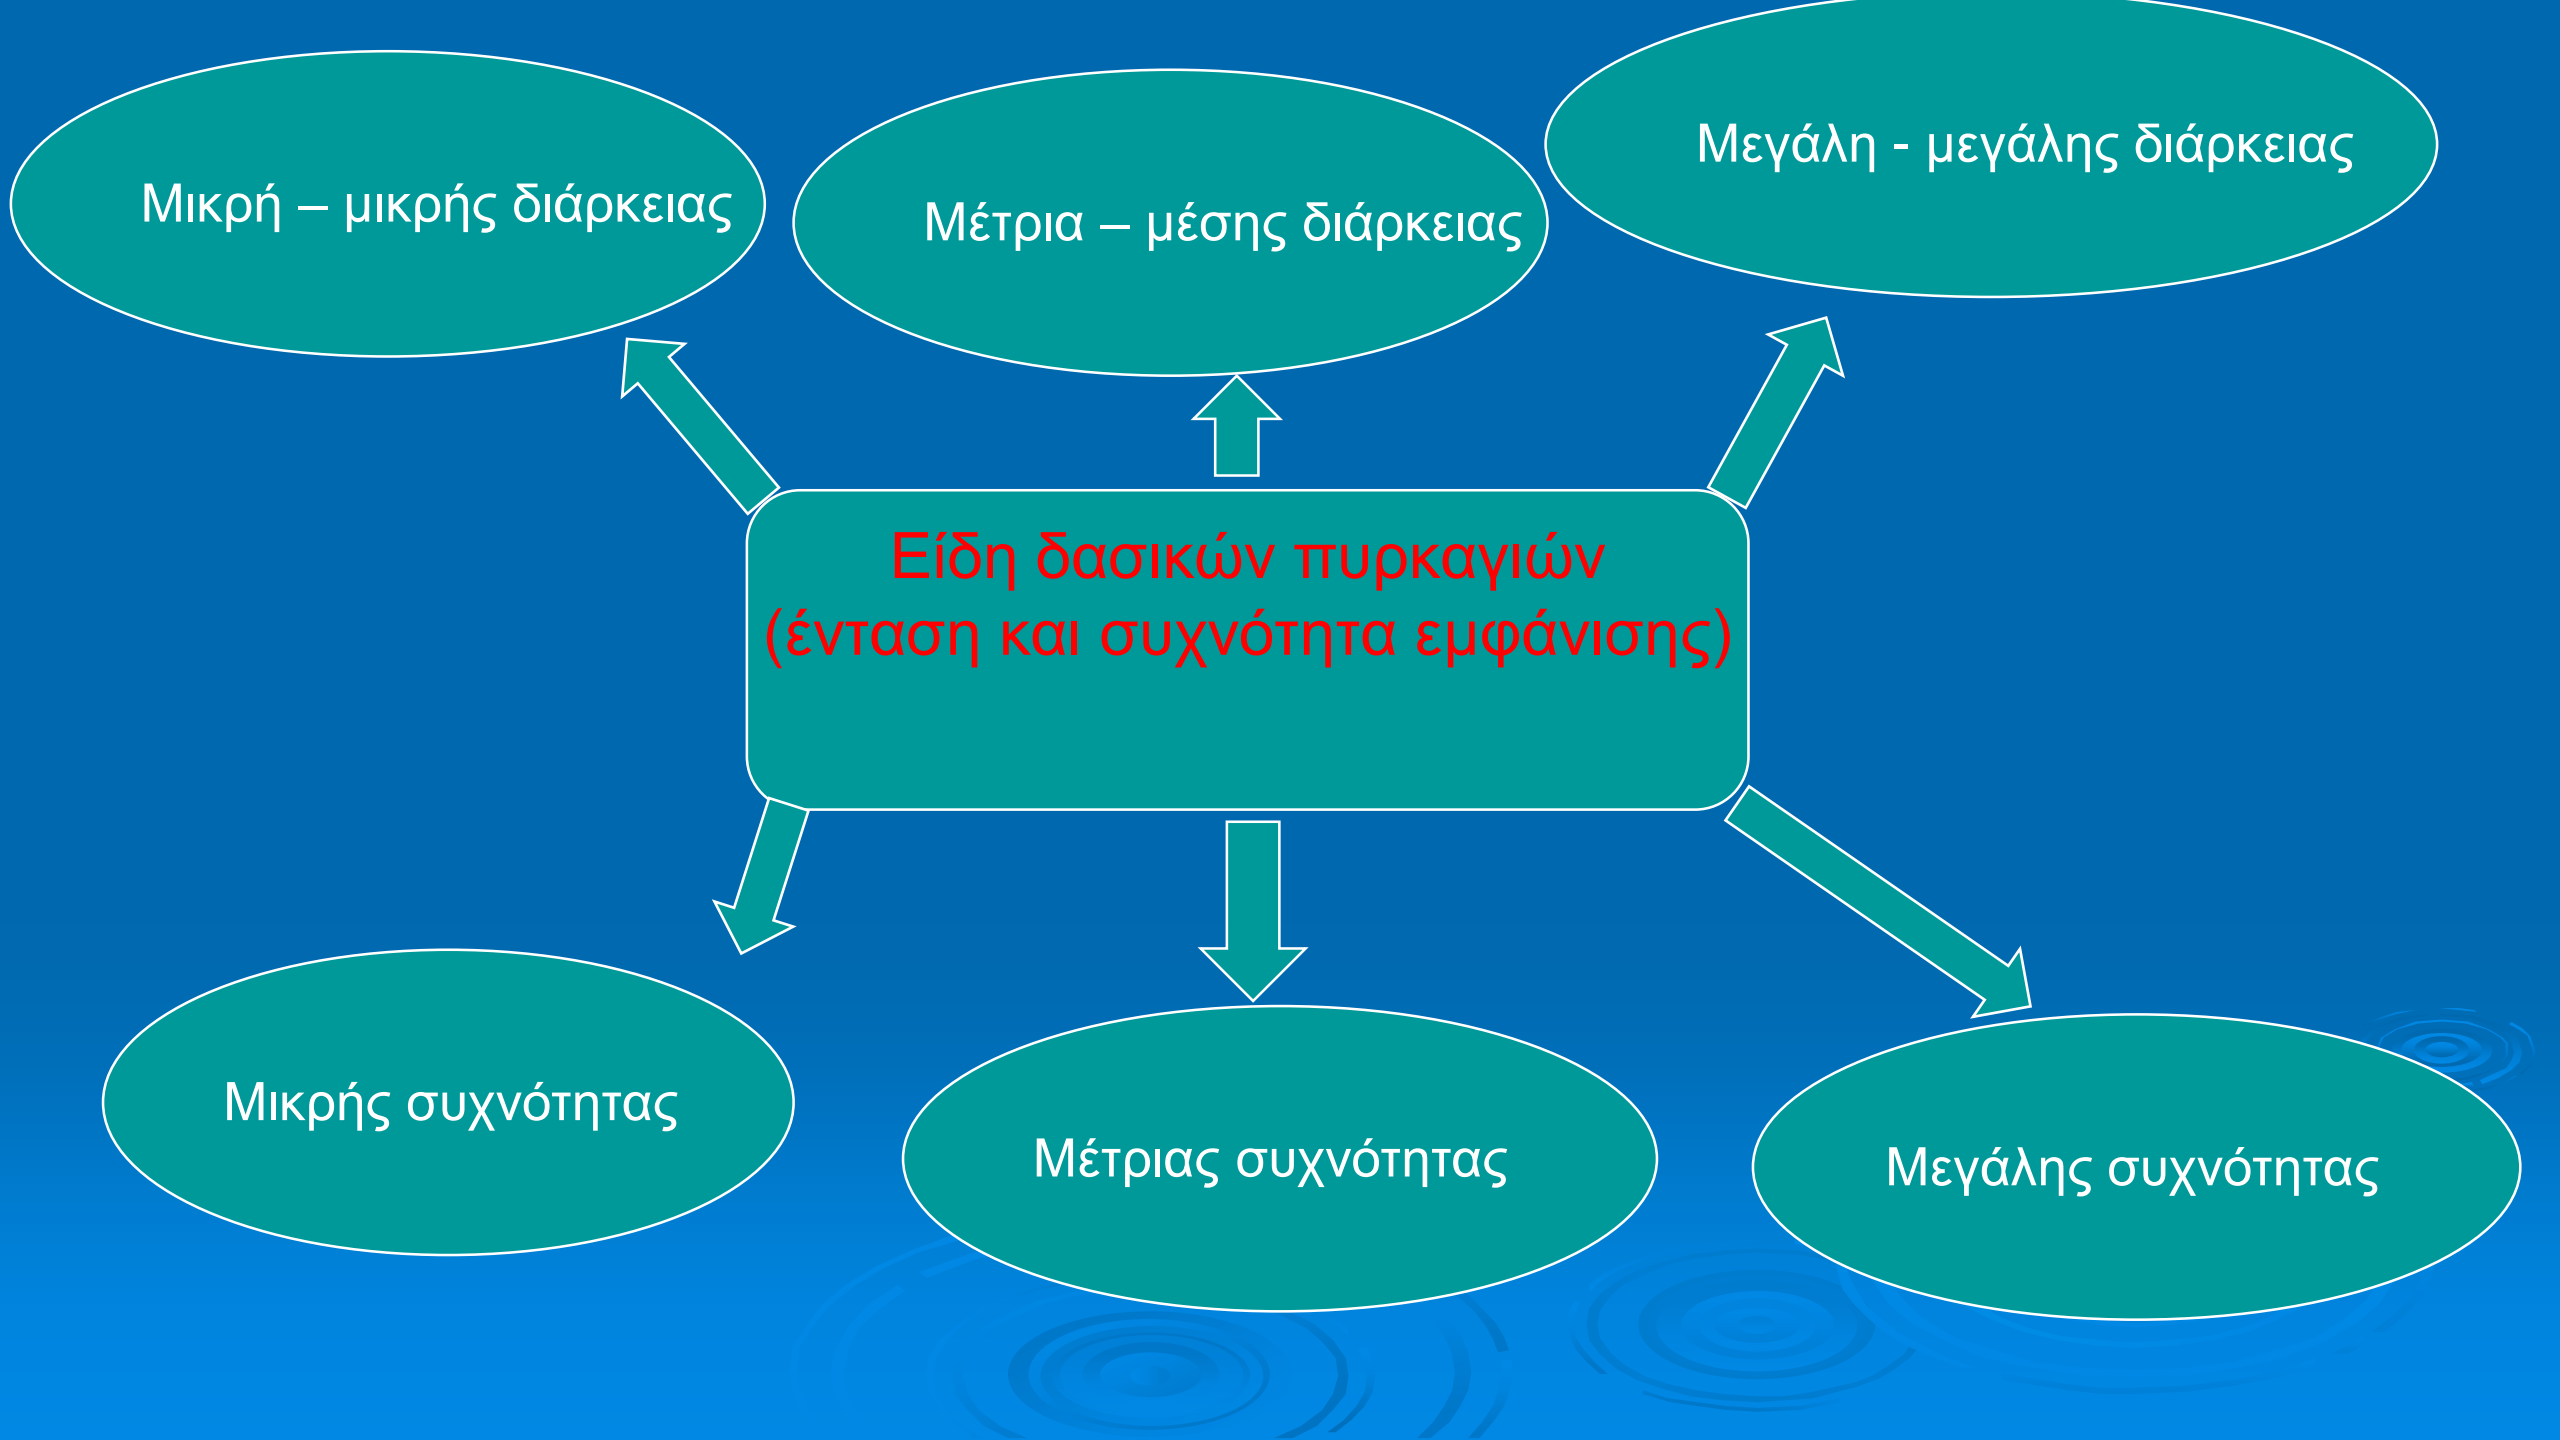 Μικρή – μικρής διάρκειας
Μέτρια – μέσης διάρκειας
Μεγάλη - μεγάλης διάρκειας
Είδη δασικών πυρκαγιών
(ένταση και συχνότητα εμφάνισης)
Μικρής συχνότητας
Μέτριας συχνότητας
Μεγάλης συχνότητας